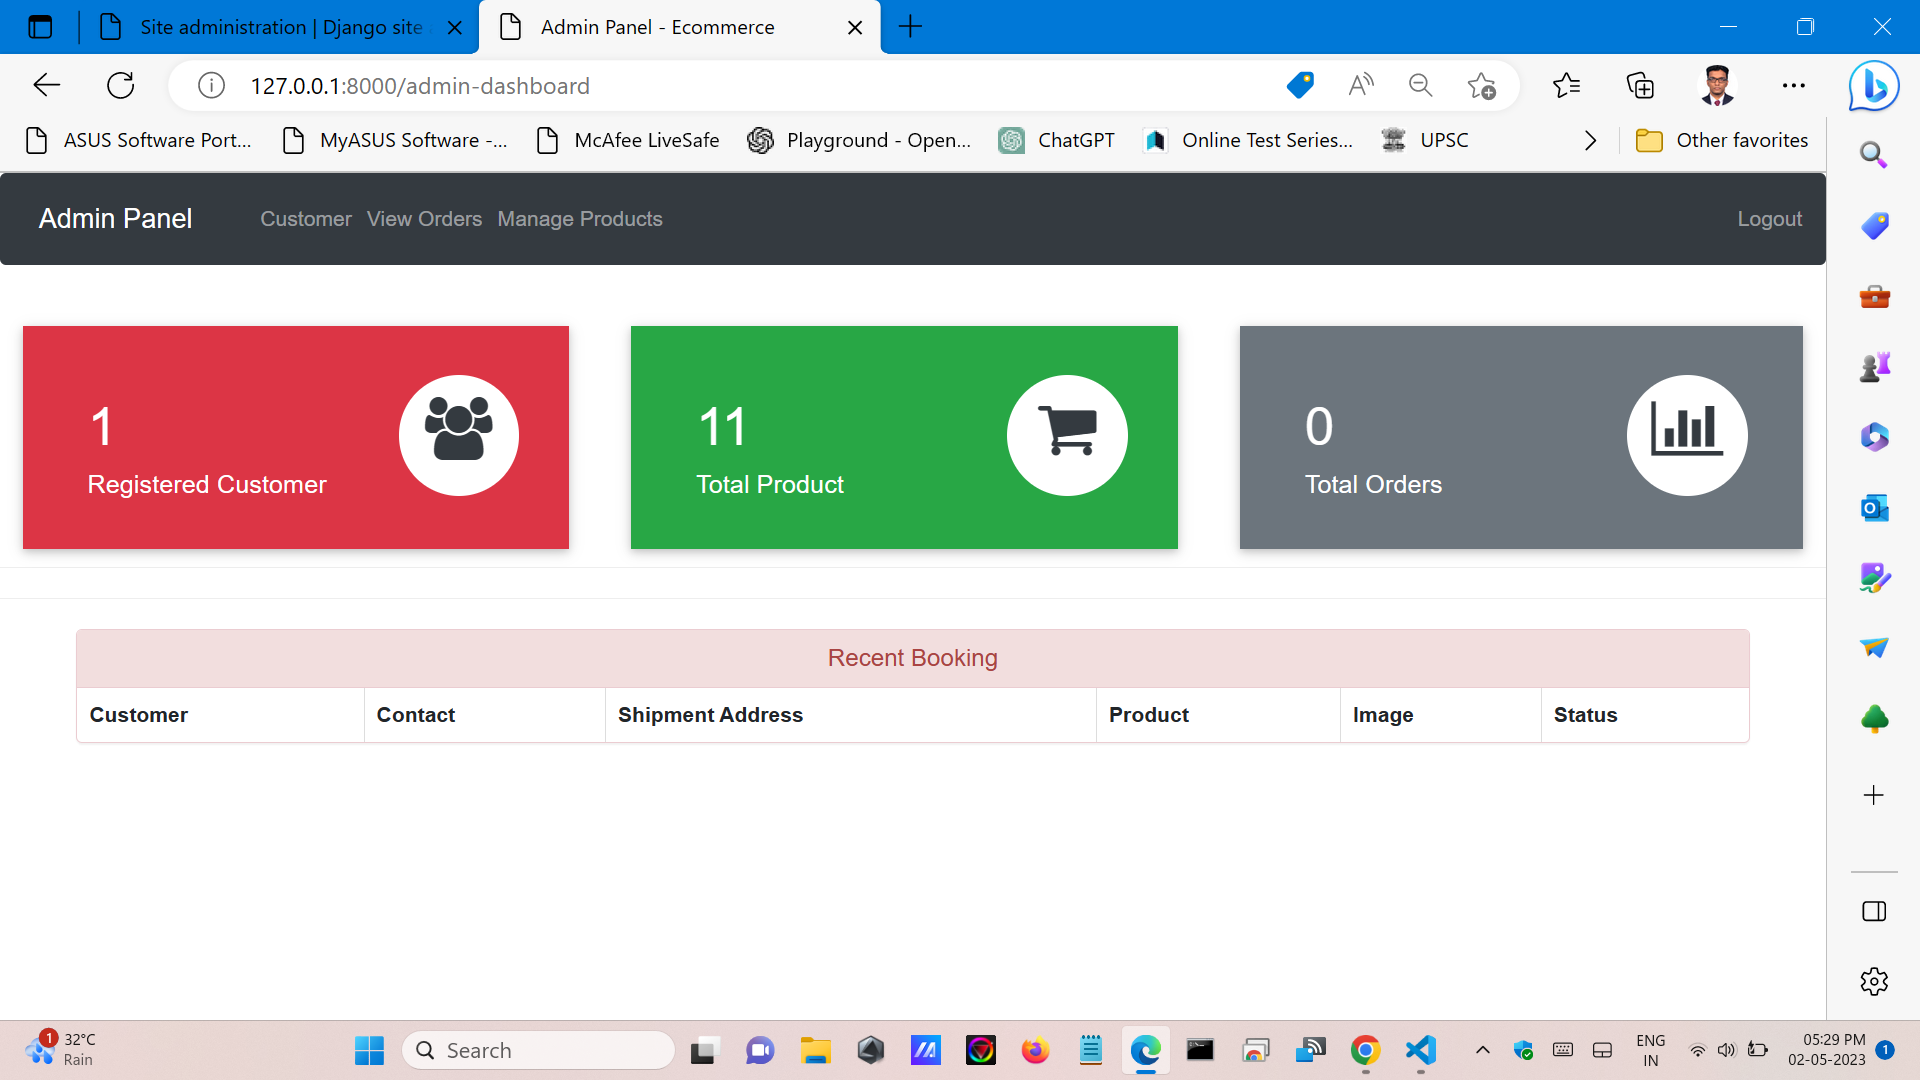 Site administration | Django site
Admin Panel - Ecommerce
127.0.0.1:8000/admin-dashboard
ASUS Software Port...
MyASUS Software -...
McAfee LiveSafe
Playground - Open...
ChatGPT
Online Test Series...
UPSC
Other favorites
Admin Panel
Customer
View Orders
Manage Products
Logout
1
Registered Customer
11
Total Product
0
Total Orders
Recent Booking
Customer
Contact
Shipment Address
Product
Image
Status
1
32°C
Rain
Search
ENG
IN
05:29 PM
02-05-2023
1